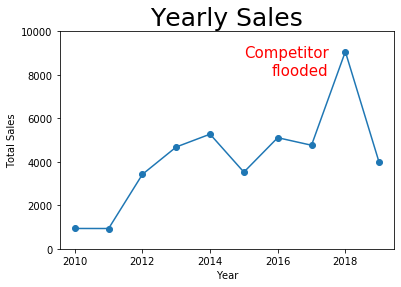 Yearly Sales
Competitor
flooded
10000
8000
6000
4000
2000
0
Total Sales
2010
2012
2014
2016
2018
Year